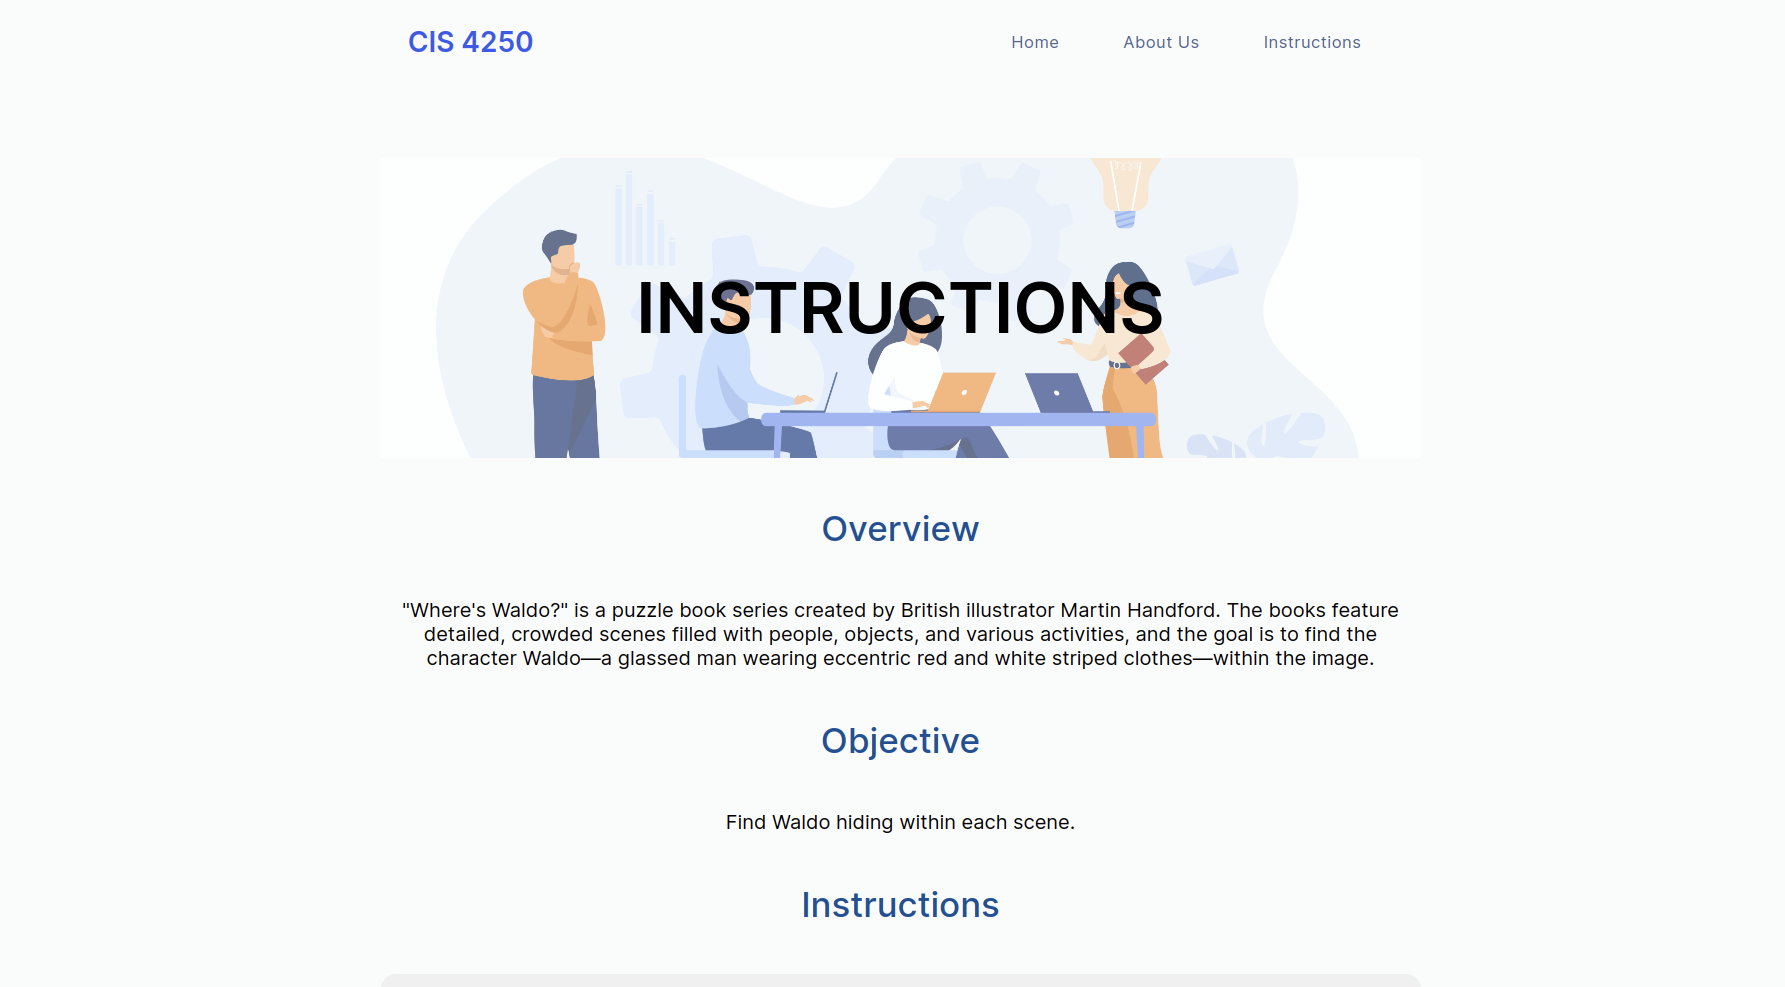 CIS 4250
Home
About Us
Instructions
INSTRUCTIONS
Overview
"Where's Waldo?" is a puzzle book series created by British illustrator Martin Handford. The books feature
detailed, crowded scenes filled with people, objects, and various activities, and the goal is to find the
character Waldo—a glassed man wearing eccentric red and white striped clothes—within the image.
Objective
Find Waldo hiding within each scene.
Instructions